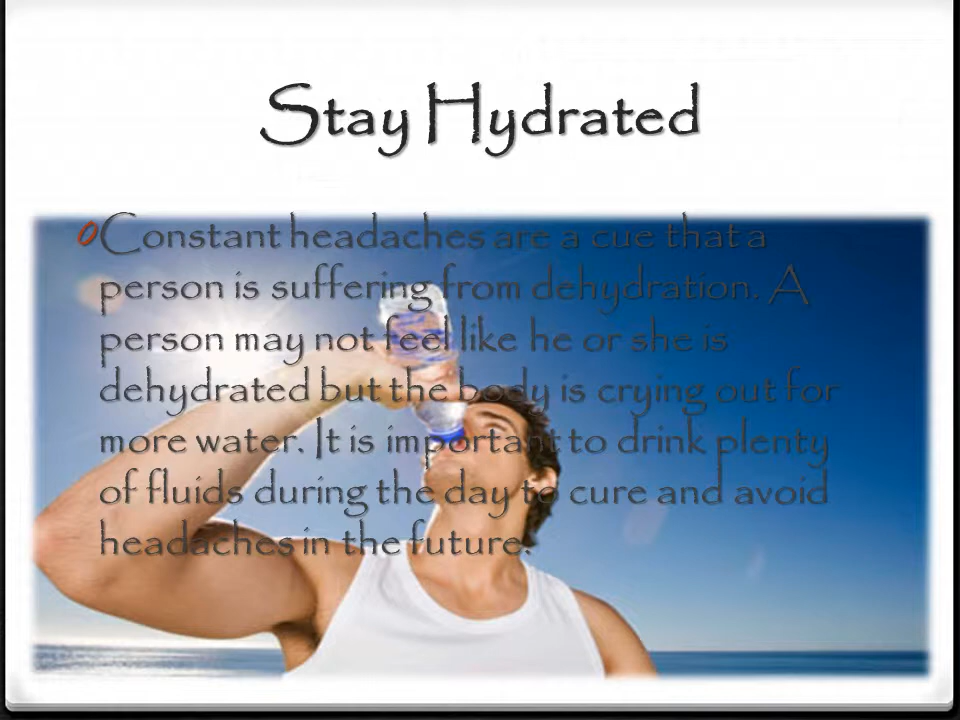 Stay Hydrated
Constant headaches are a cue that a
person is suffering from dehydration. A
person may not feel like he or she is
dehydrated but the body is crying out for
more water. It is important to drink plenty
of fluids during the day to cure and avoid
headaches in the future.